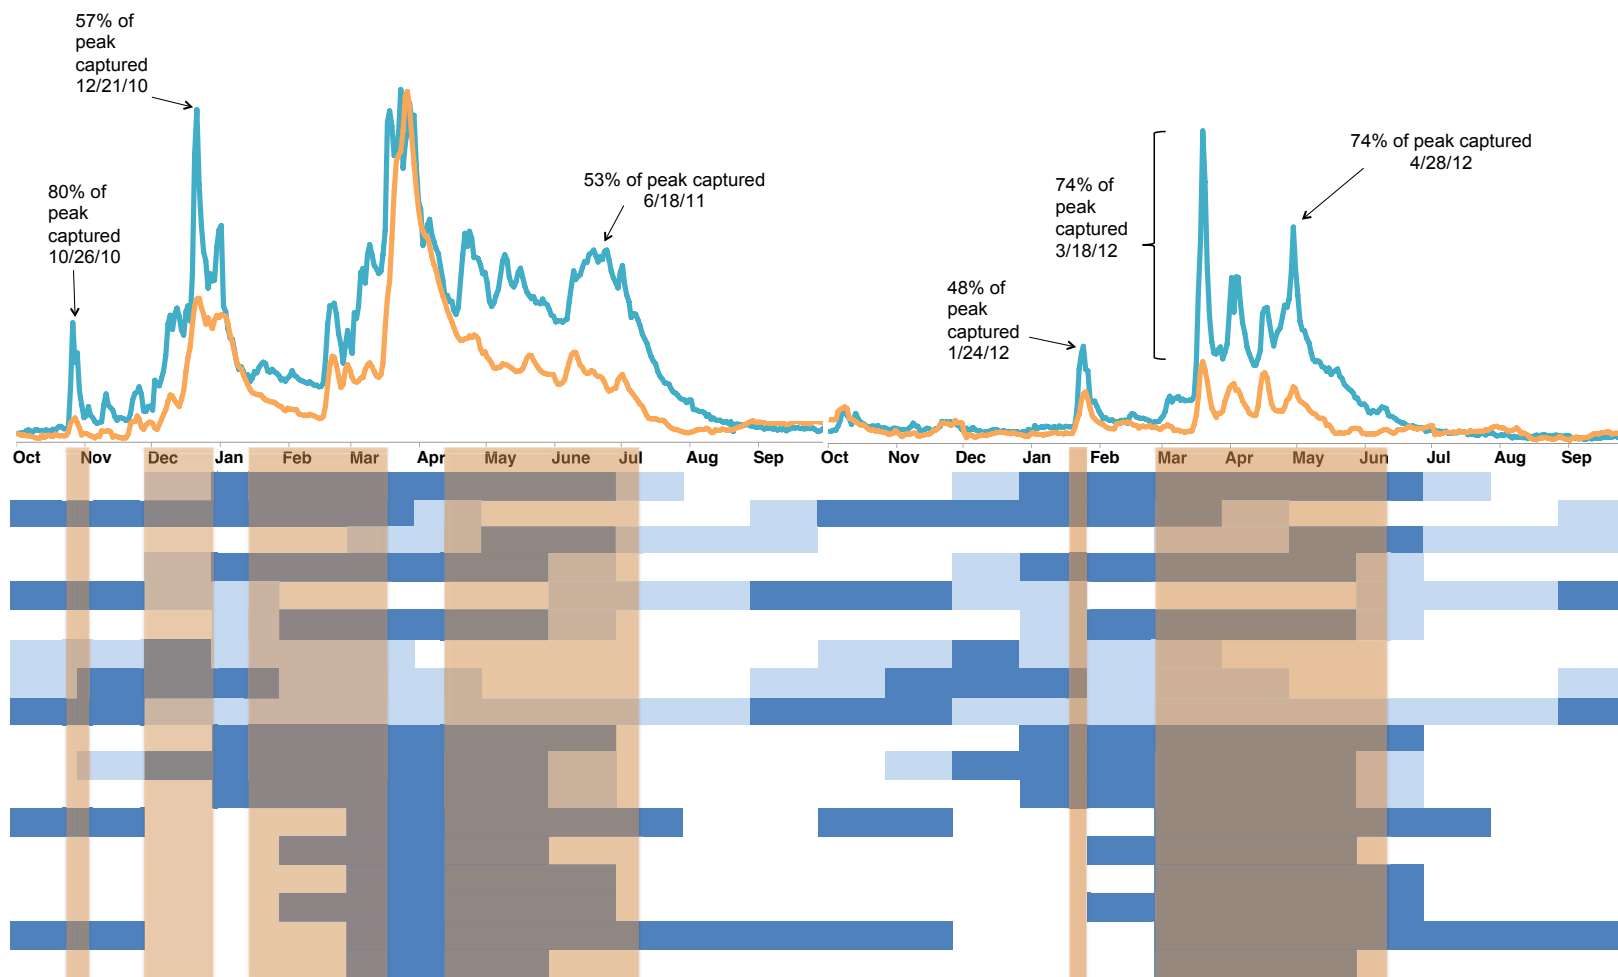 57% of
peak
captured
12/21/10
80% of
peak
captured
10/26/10
53% of peak captured
6/18/11
48% of
peak
captured
1/24/12
74% of
peak
captured
3/18/12
74% of peak captured
4/28/12
Oct Nov Dec Jan Feb Mar Apr May June Jul Aug Sep Oct Nov Dec Jan Feb Mar Apr May Jun Jul Aug Sep